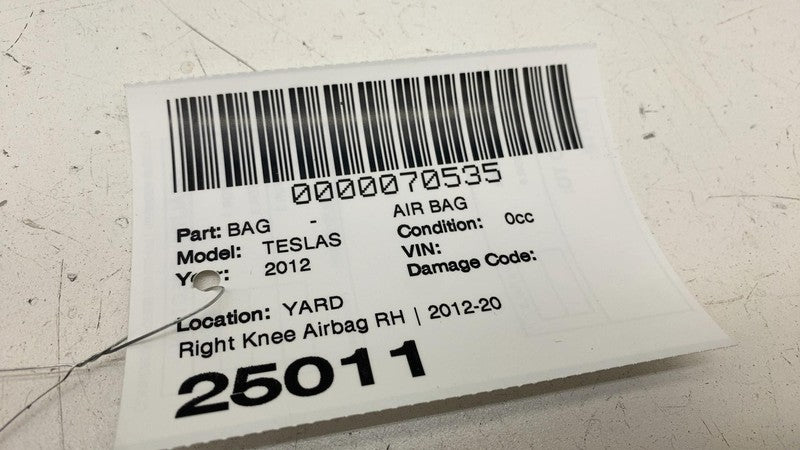 0000070535
Part: BAG - AIR BAG
Model: TESLAS Condition: 0cc
2012 VIN:
Damage Code:
Location: YARD
Right Knee Airbag RH | 2012-20
25011